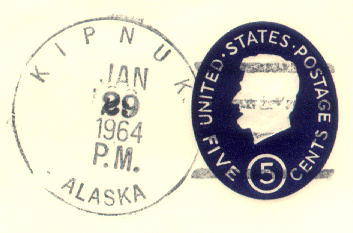 KIPNUK
JAN
29
1964
P.M.
ALASKA
UNITED·STATES·POSTAGE
FIVE 5 CENTS